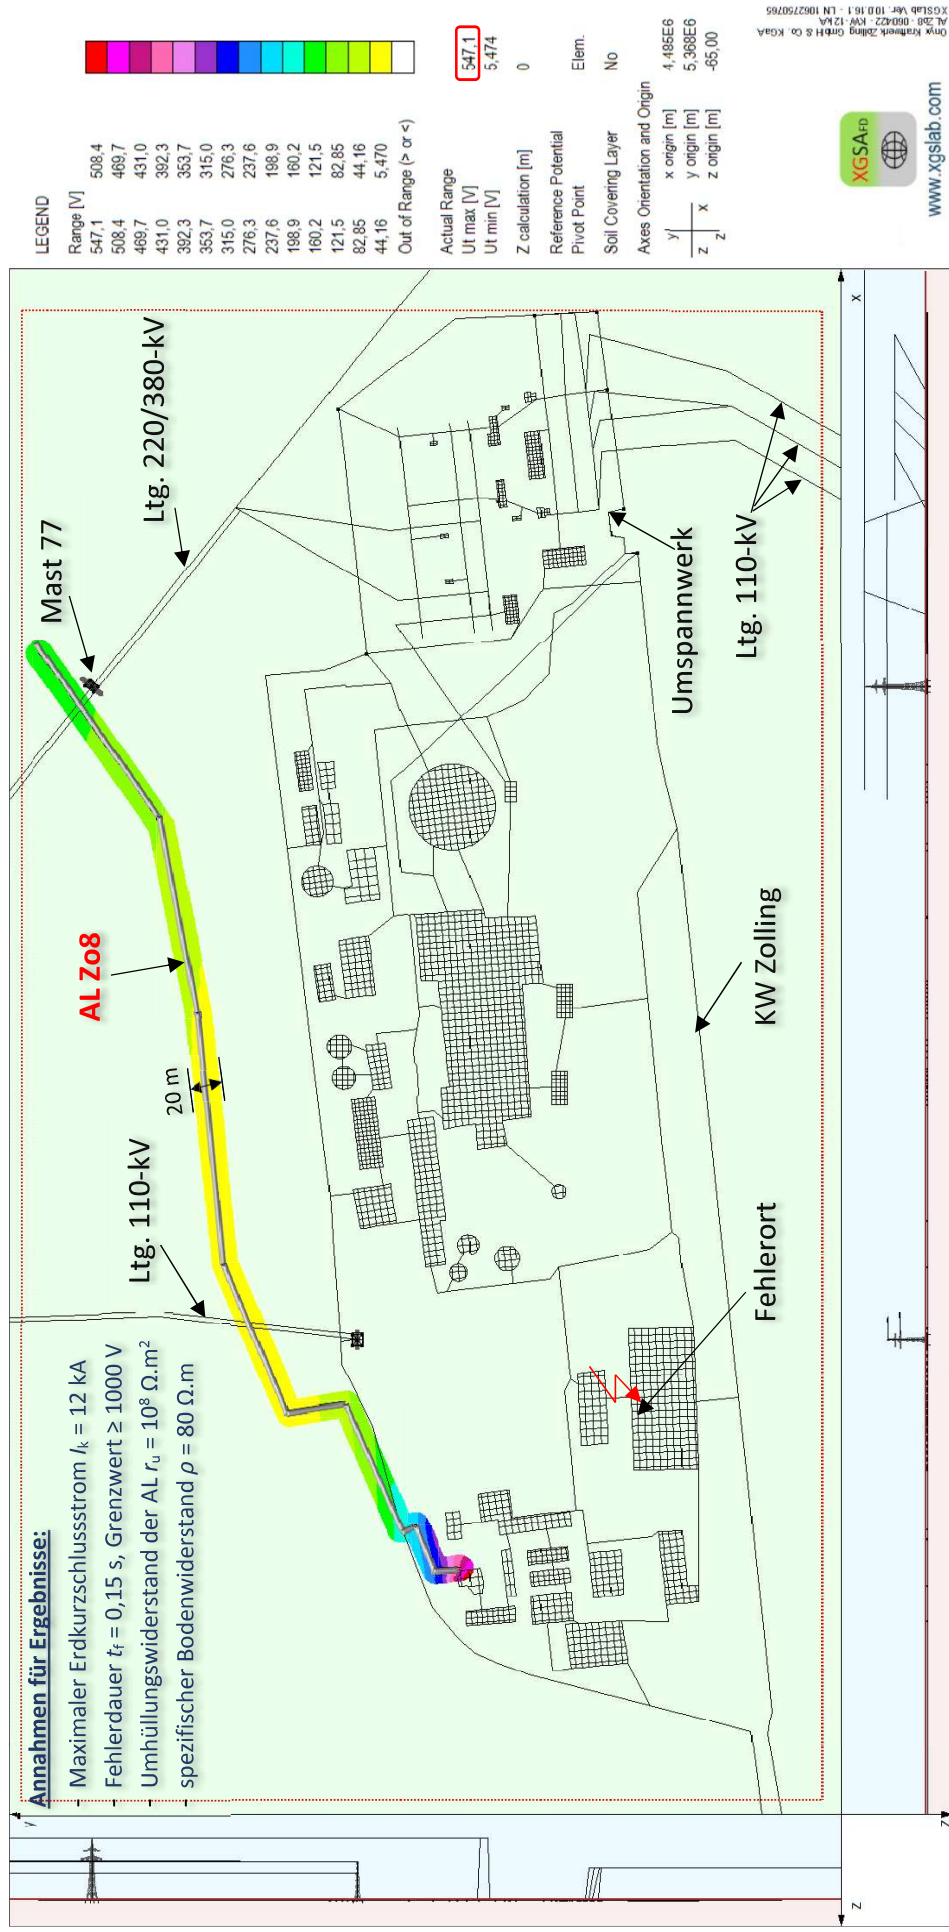 Annahmen für Ergebnisse:
- Maximaler Erdkurzschlussstrom Ik = 12 kA
- Fehlerdauer tf = 0,15 s, Grenzwert ≥ 1000 V
- Umhüllungswiderstand der AL ru = 10⁸ Ω.m²
- spezifischer Bodenwiderstand ρ = 80 Ω.m
Ltg. 110-kV
20 m
AL Zo8
Mast 77
Ltg. 220/380-kV
Fehlerort
KW Zolling
Umspannwerk
Ltg. 110-kV
y
z
x
z
LEGEND
Range [V]
547,1 508,4
508,4 469,7
469,7 431,0
431,0 392,3
392,3 353,7
353,7 315,0
315,0 276,3
276,3 237,6
237,6 198,9
198,9 160,2
160,2 121,5
121,5 82,85
82,85 44,16
44,16 5,470
Out of Range (> or <)
Actual Range
Ut max [V] 547,1
Ut min [V] 5,474
Z calculation [m] 0
Reference Potential
Pivot Point Elem.
Soil Covering Layer No
Axes Orientation and Origin
y x origin [m] 4,485E6
z x y origin [m] 5,368E6
z z origin [m] -65,00
XGSA FD
www.xgslab.com
Onyx Kraftwerk Zolling GmbH & Co. KGaA
AL Zo8 - 060422 - KW-12kA
XGSLab Ver. 10.0.16.1 - LN 1062750765